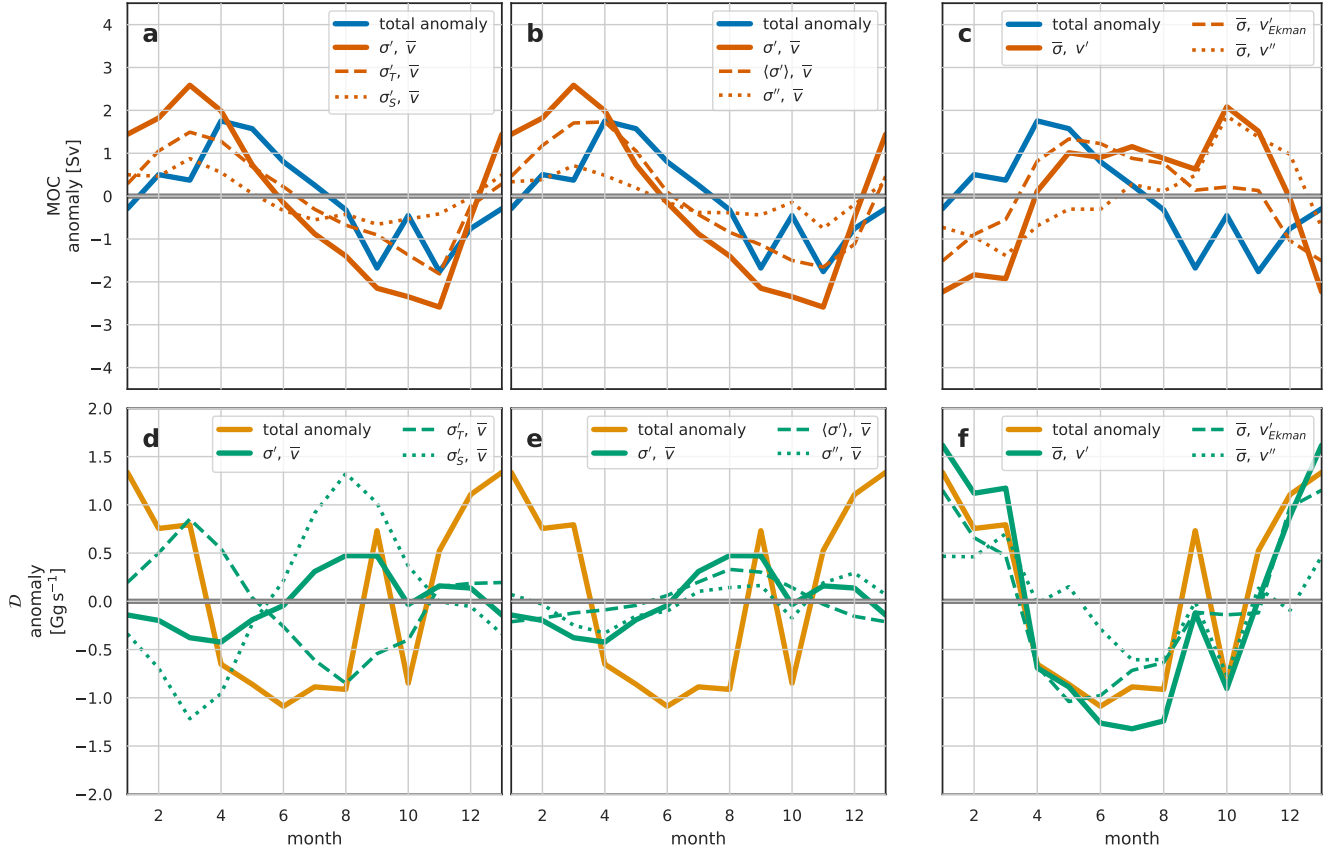 a
total anomaly
σ′, v̅
σ′_T, v̅
σ′_S, v̅
b
total anomaly
σ′, v̅
⟨σ′⟩, v̅
σ″, v̅
c
total anomaly
σ̅, v′
σ̅, v′_Ekman
σ̅, v″
MOC
anomaly [Sv]
4
3
2
1
0
−1
−2
−3
−4
d
total anomaly
σ′, v̅
σ′_T, v̅
σ′_S, v̅
e
total anomaly
σ′, v̅
⟨σ′⟩, v̅
σ″, v̅
f
total anomaly
σ̅, v′
σ̅, v′_Ekman
σ̅, v″
𝒟
anomaly
[Gg s⁻¹]
2.0
1.5
1.0
0.5
0.0
−0.5
−1.0
−1.5
−2.0
2 4 6 8 10 12
month
2 4 6 8 10 12
month
2 4 6 8 10 12
month